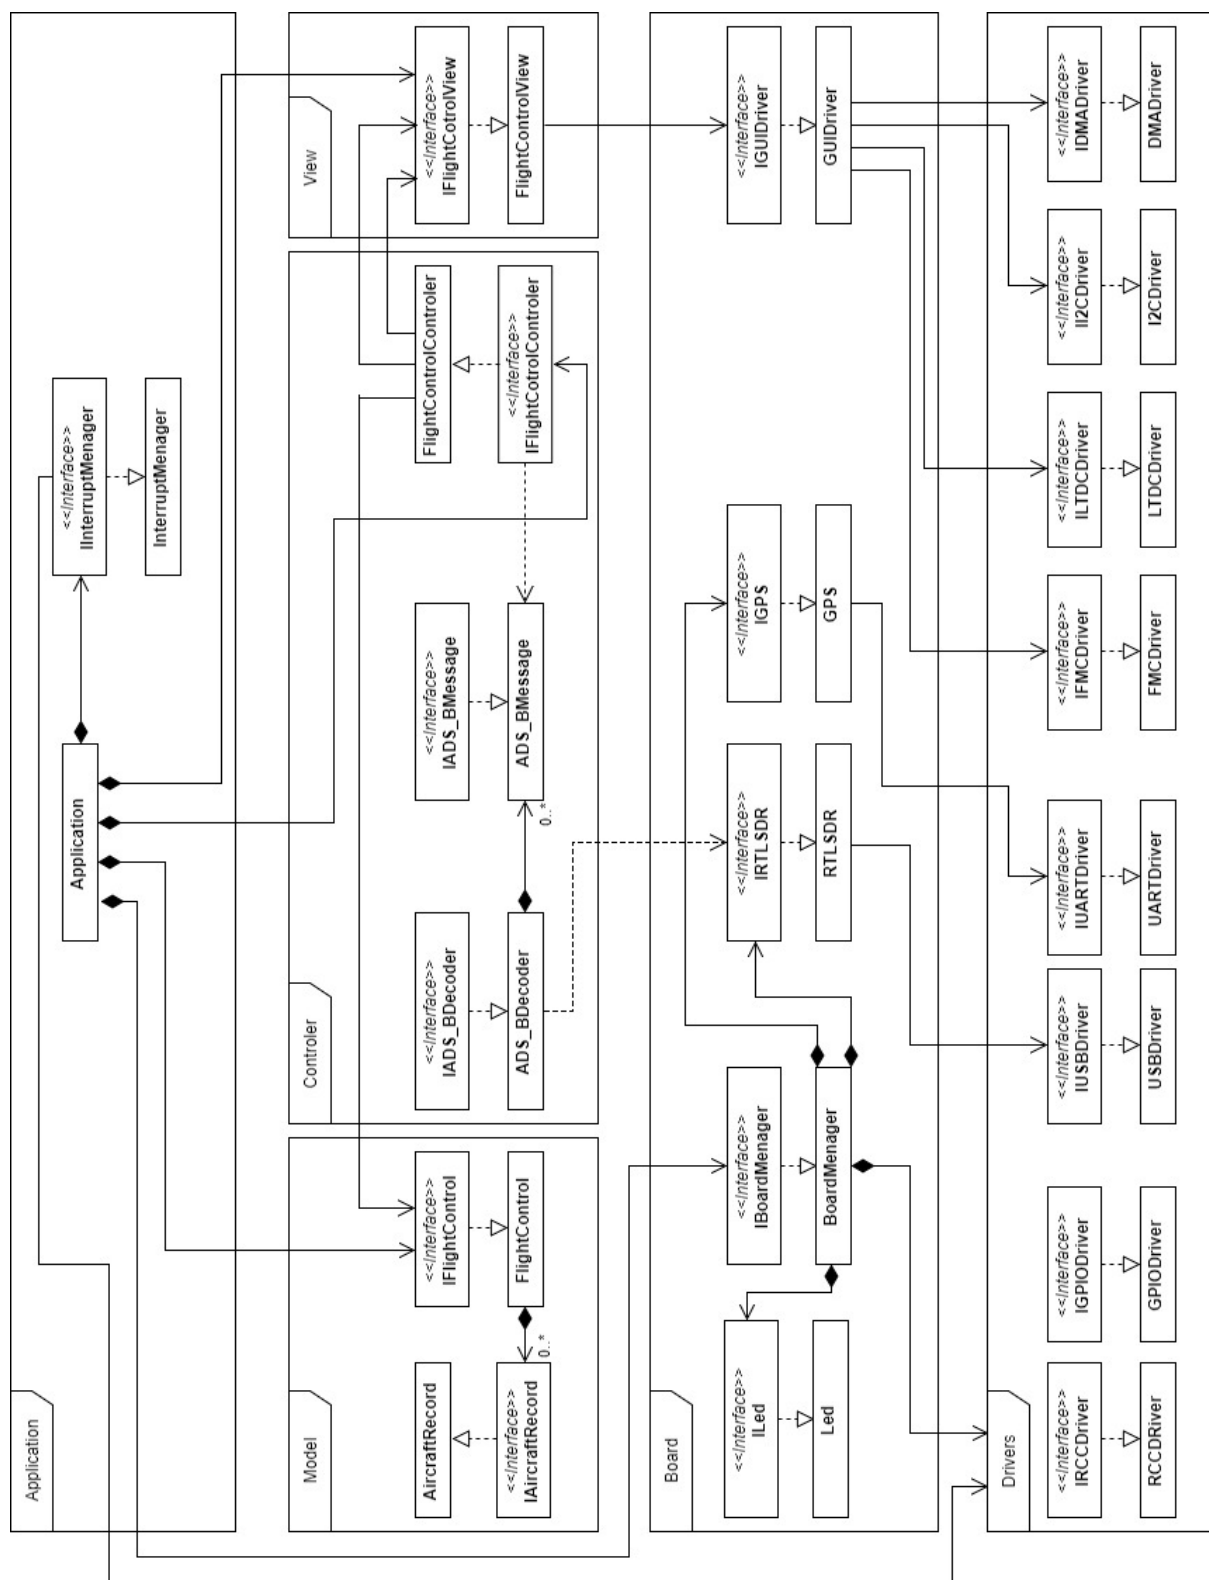 Application
Application
<<Interface>>
IInterruptMenager
InterruptMenager
Model
AircraftRecord
<<Interface>>
IAircraftRecord
0..*
<<Interface>>
IFlightControl
FlightControl
Controler
<<Interface>>
IADS_BDecoder
ADS_BDecoder
<<Interface>>
IADS_BMessage
ADS_BMessage
0..*
FlightControlControler
<<Interface>>
IFlightCotrolControler
View
<<Interface>>
IFlightCotrolView
FlightControlView
Board
<<Interface>>
ILed
Led
<<Interface>>
IBoardMenager
BoardMenager
<<Interface>>
IRTLSDR
RTLSDR
<<Interface>>
IGPS
GPS
<<Interface>>
IGUIDriver
GUIDriver
Drivers
<<Interface>>
IRCCDriver
RCCDRiver
<<Interface>>
IGPIODriver
GPIODriver
<<Interface>>
IUSBDriver
USBDriver
<<Interface>>
IUARTDriver
UARTDriver
<<Interface>>
IFMCDriver
FMCDriver
<<Interface>>
ILTDCDriver
LTDCDriver
<<Interface>>
II2CDriver
I2CDriver
<<Interface>>
IDMADriver
DMADriver